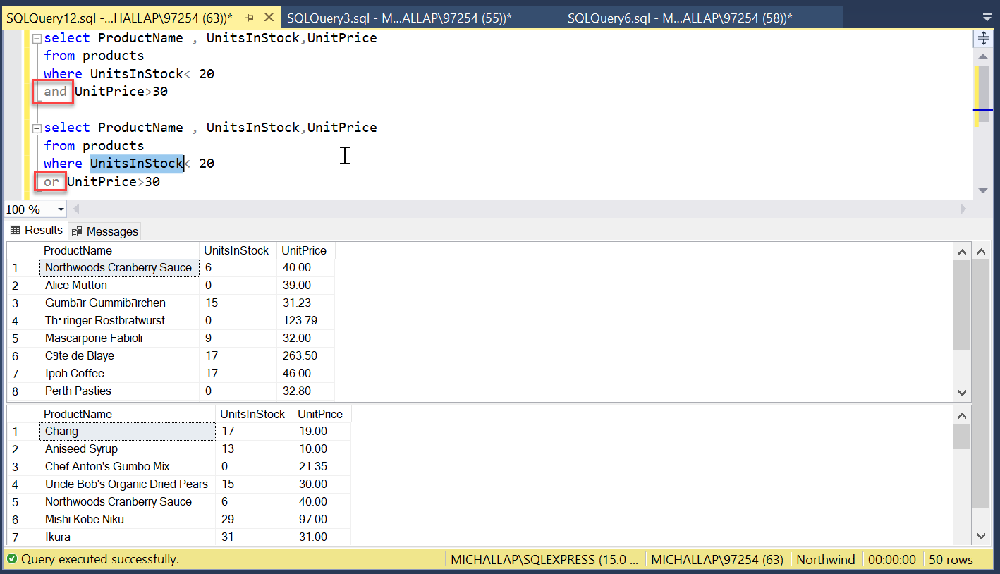 SQLQuery12.sql -...HALLAP\97254 (63))* SQLQuery3.sql - M...ALLAP\97254 (55))* SQLQuery6.sql - M...ALLAP\97254 (58))*
select ProductName , UnitsInStock,UnitPrice
from products
where UnitsInStock< 20
and UnitPrice>30
select ProductName , UnitsInStock,UnitPrice
from products
where UnitsInStock< 20
or UnitPrice>30
100 %
Results Messages
ProductName UnitsInStock UnitPrice
1 Northwoods Cranberry Sauce 6 40.00
2 Alice Mutton 0 39.00
3 Gumbהr Gummibהrchen 15 31.23
4 Th・ringer Rostbratwurst 0 123.79
5 Mascarpone Fabioli 9 32.00
6 Cפte de Blaye 17 263.50
7 Ipoh Coffee 17 46.00
8 Perth Pasties 0 32.80
ProductName UnitsInStock UnitPrice
1 Chang 17 19.00
2 Aniseed Syrup 13 10.00
3 Chef Anton's Gumbo Mix 0 21.35
4 Uncle Bob's Organic Dried Pears 15 30.00
5 Northwoods Cranberry Sauce 6 40.00
6 Mishi Kobe Niku 29 97.00
7 Ikura 31 31.00
Query executed successfully. MICHALLAP\SQLEXPRESS (15.0 ... MICHALLAP\97254 (63) Northwind 00:00:00 50 rows